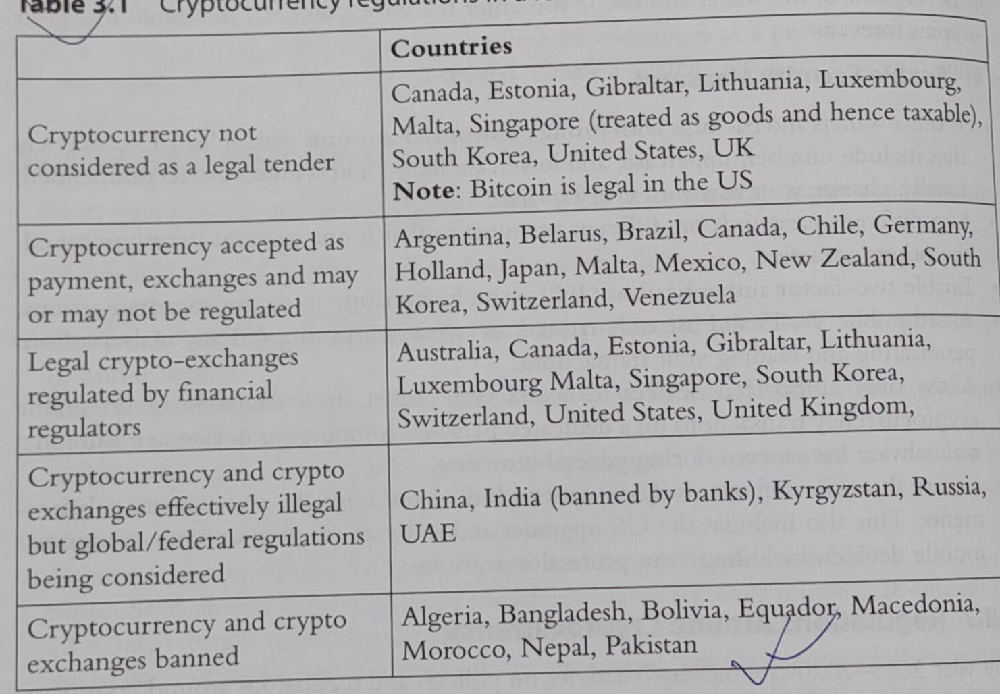 Table 3.1 Cryptocurrency regulations in
Countries
Cryptocurrency not
considered as a legal tender
Canada, Estonia, Gibraltar, Lithuania, Luxembourg,
Malta, Singapore (treated as goods and hence taxable),
South Korea, United States, UK
Note: Bitcoin is legal in the US
Cryptocurrency accepted as
payment, exchanges and may
or may not be regulated
Argentina, Belarus, Brazil, Canada, Chile, Germany,
Holland, Japan, Malta, Mexico, New Zealand, South
Korea, Switzerland, Venezuela
Legal crypto-exchanges
regulated by financial
regulators
Australia, Canada, Estonia, Gibraltar, Lithuania,
Luxembourg Malta, Singapore, South Korea,
Switzerland, United States, United Kingdom,
Cryptocurrency and crypto
exchanges effectively illegal
but global/federal regulations
being considered
China, India (banned by banks), Kyrgyzstan, Russia,
UAE
Cryptocurrency and crypto
exchanges banned
Algeria, Bangladesh, Bolivia, Equador, Macedonia,
Morocco, Nepal, Pakistan